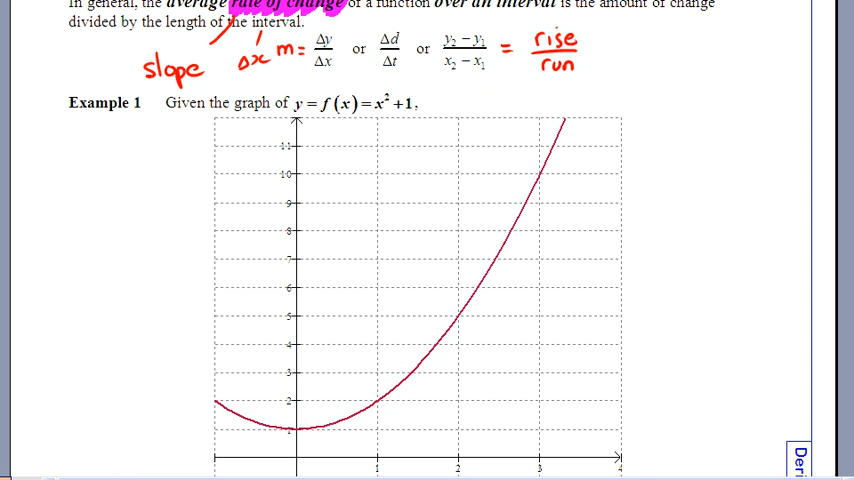 In general, the average rate of change of a function over an interval is the amount of change
divided by the length of the interval.
slope Δx m = Δy/Δx or Δd/Δt or y₂ − y₁/x₂ − x₁ = rise/run
Example 1 Given the graph of y = f(x) = x² + 1,
11
10
9
8
7
6
5
4
3
2
1
1 2 3 4
Deri